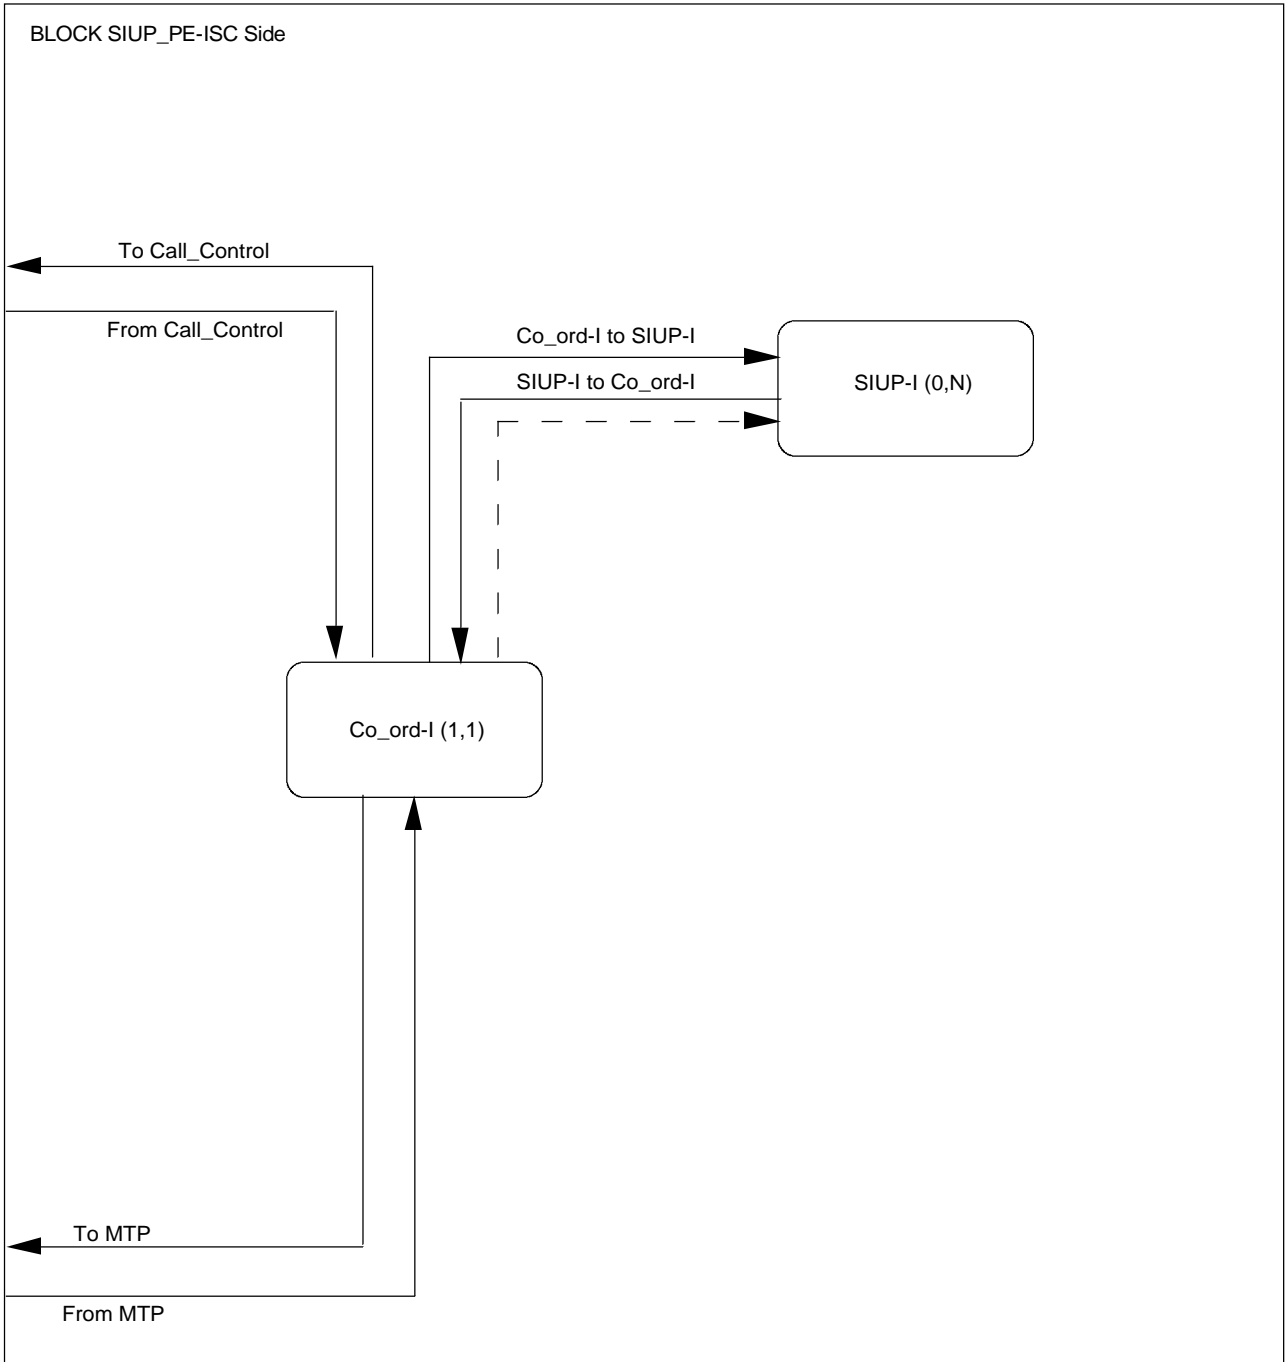 BLOCK SIUP_PE-ISC Side
To Call_Control
From Call_Control
Co_ord-I to SIUP-I
SIUP-I to Co_ord-I
SIUP-I (0,N)
Co_ord-I (1,1)
To MTP
From MTP